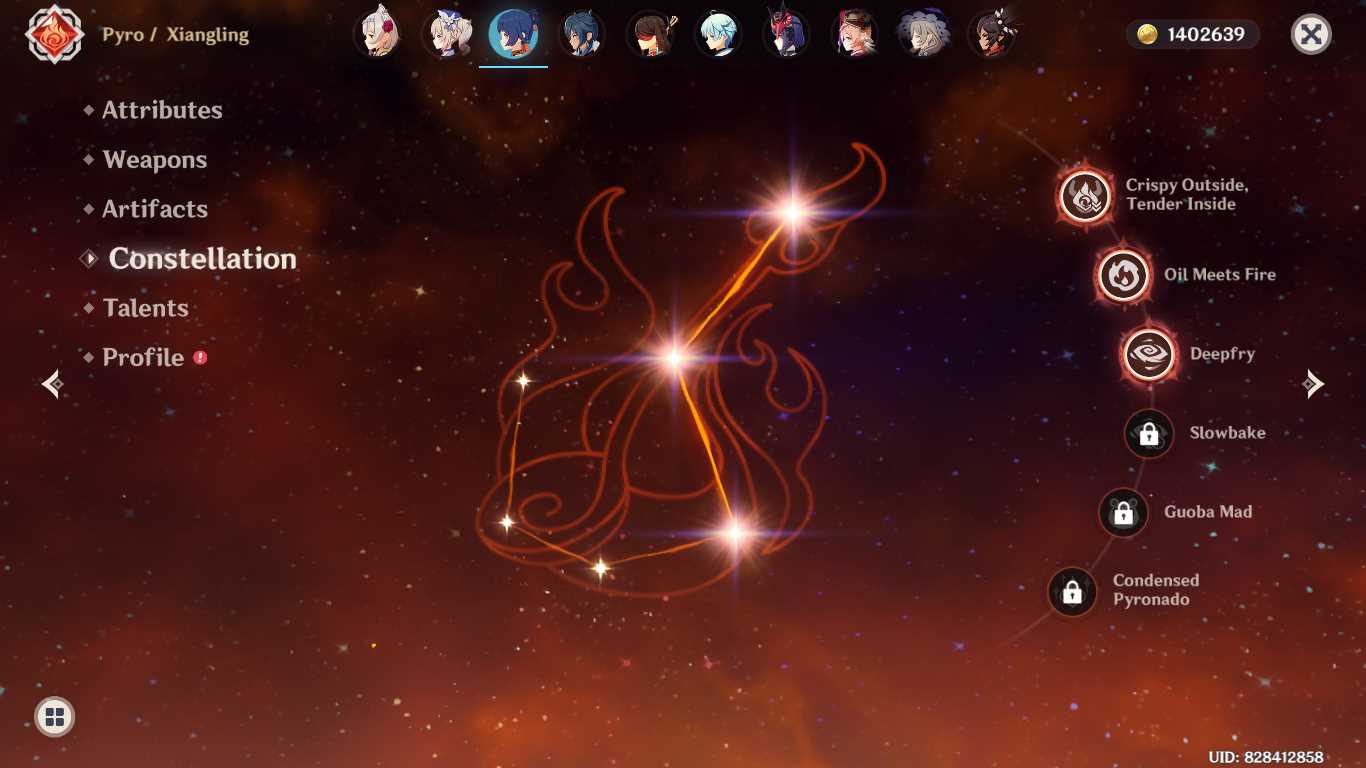 Pyro / Xiangling
1402639
Attributes
Weapons
Artifacts
Constellation
Talents
Profile
Crispy Outside,
Tender Inside
Oil Meets Fire
Deepfry
Slowbake
Guoba Mad
Condensed
Pyronado
UID: 828412858